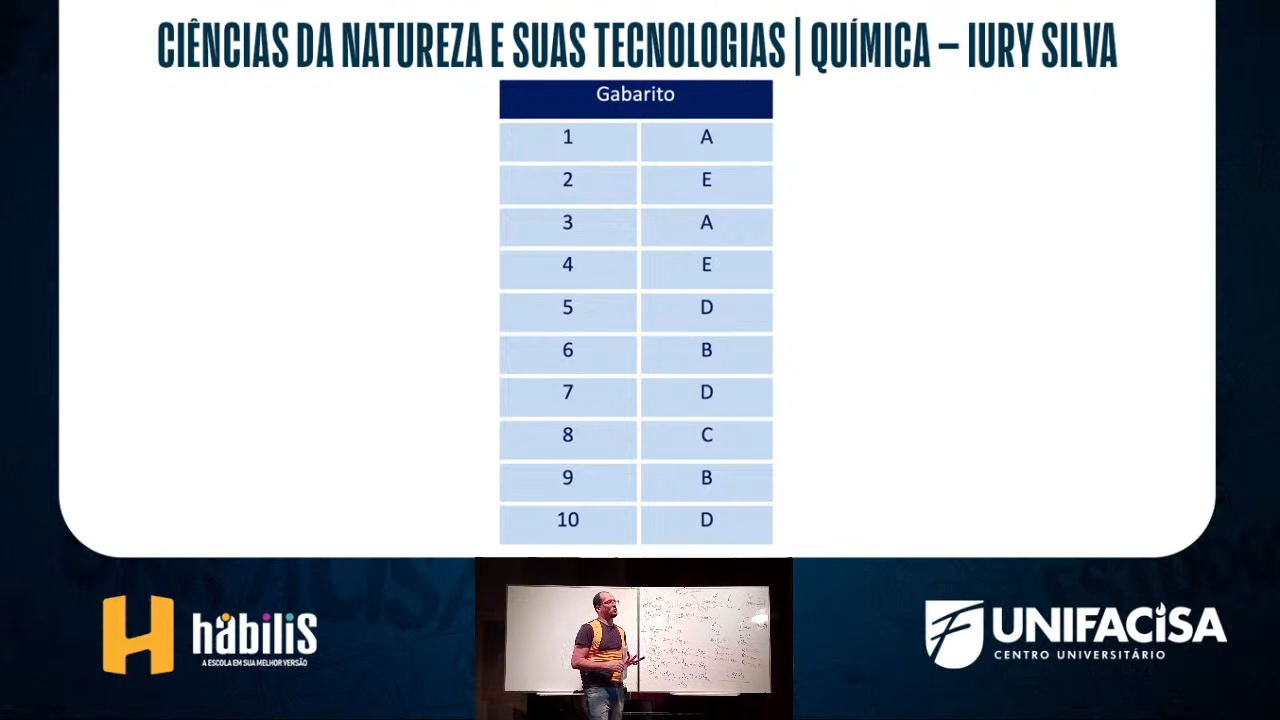 CIÊNCIAS DA NATUREZA E SUAS TECNOLOGIAS | QUÍMICA – IURY SILVA
Gabarito
1 A
2 E
3 A
4 E
5 D
6 B
7 D
8 C
9 B
10 D
H hábilis
A ESCOLA EM SUA MELHOR VERSÃO
UNIFACISA
CENTRO UNIVERSITÁRIO